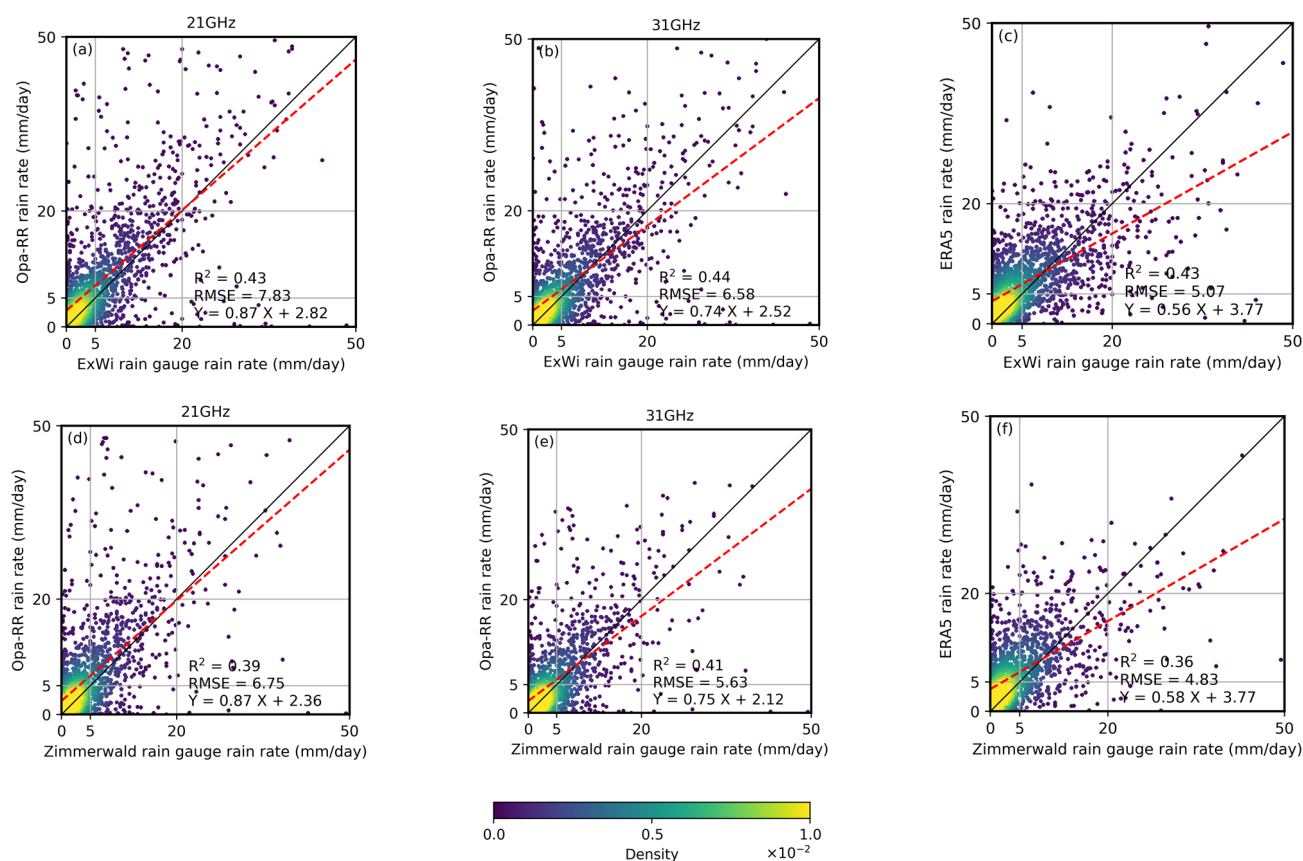 21GHz
(a)
50
20
5
0
0 5 20 50
Opa-RR rain rate (mm/day)
R² = 0.43
RMSE = 7.83
Y = 0.87 X + 2.82
ExWi rain gauge rain rate (mm/day)
31GHz
(b)
50
20
5
0
0 5 20 50
Opa-RR rain rate (mm/day)
R² = 0.44
RMSE = 6.58
Y = 0.74 X + 2.52
ExWi rain gauge rain rate (mm/day)
(c)
50
20
5
0
0 5 20 50
ERA5 rain rate (mm/day)
R² = 0.43
RMSE = 5.07
Y = 0.56 X + 3.77
ExWi rain gauge rain rate (mm/day)
21GHz
(d)
50
20
5
0
0 5 20 50
Opa-RR rain rate (mm/day)
R² = 0.39
RMSE = 6.75
Y = 0.87 X + 2.36
Zimmerwald rain gauge rain rate (mm/day)
31GHz
(e)
50
20
5
0
0 5 20 50
Opa-RR rain rate (mm/day)
R² = 0.41
RMSE = 5.63
Y = 0.75 X + 2.12
Zimmerwald rain gauge rain rate (mm/day)
(f)
50
20
5
0
0 5 20 50
ERA5 rain rate (mm/day)
R² = 0.36
RMSE = 4.83
Y = 0.58 X + 3.77
Zimmerwald rain gauge rain rate (mm/day)
0.0 0.5 1.0
Density ×10⁻²